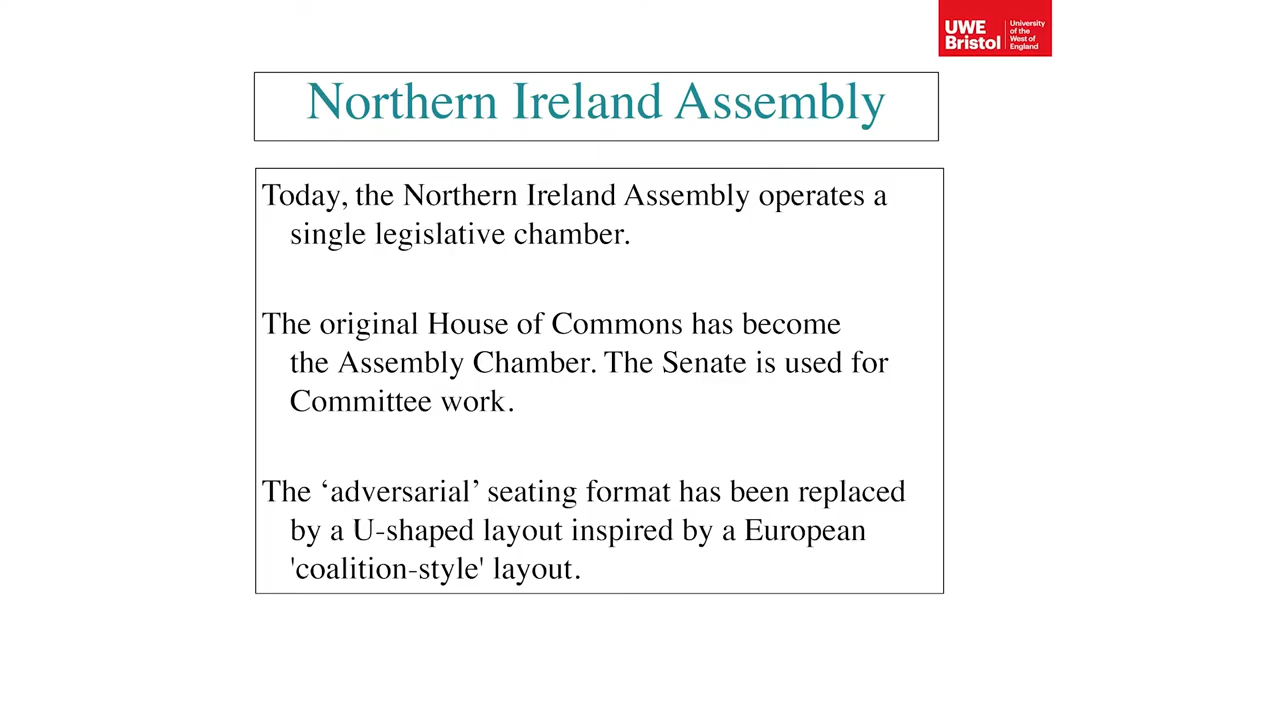 UWE
Bristol
University
of the
West of
England
Northern Ireland Assembly
Today, the Northern Ireland Assembly operates a
single legislative chamber.
The original House of Commons has become
the Assembly Chamber. The Senate is used for
Committee work.
The ‘adversarial’ seating format has been replaced
by a U-shaped layout inspired by a European
'coalition-style' layout.